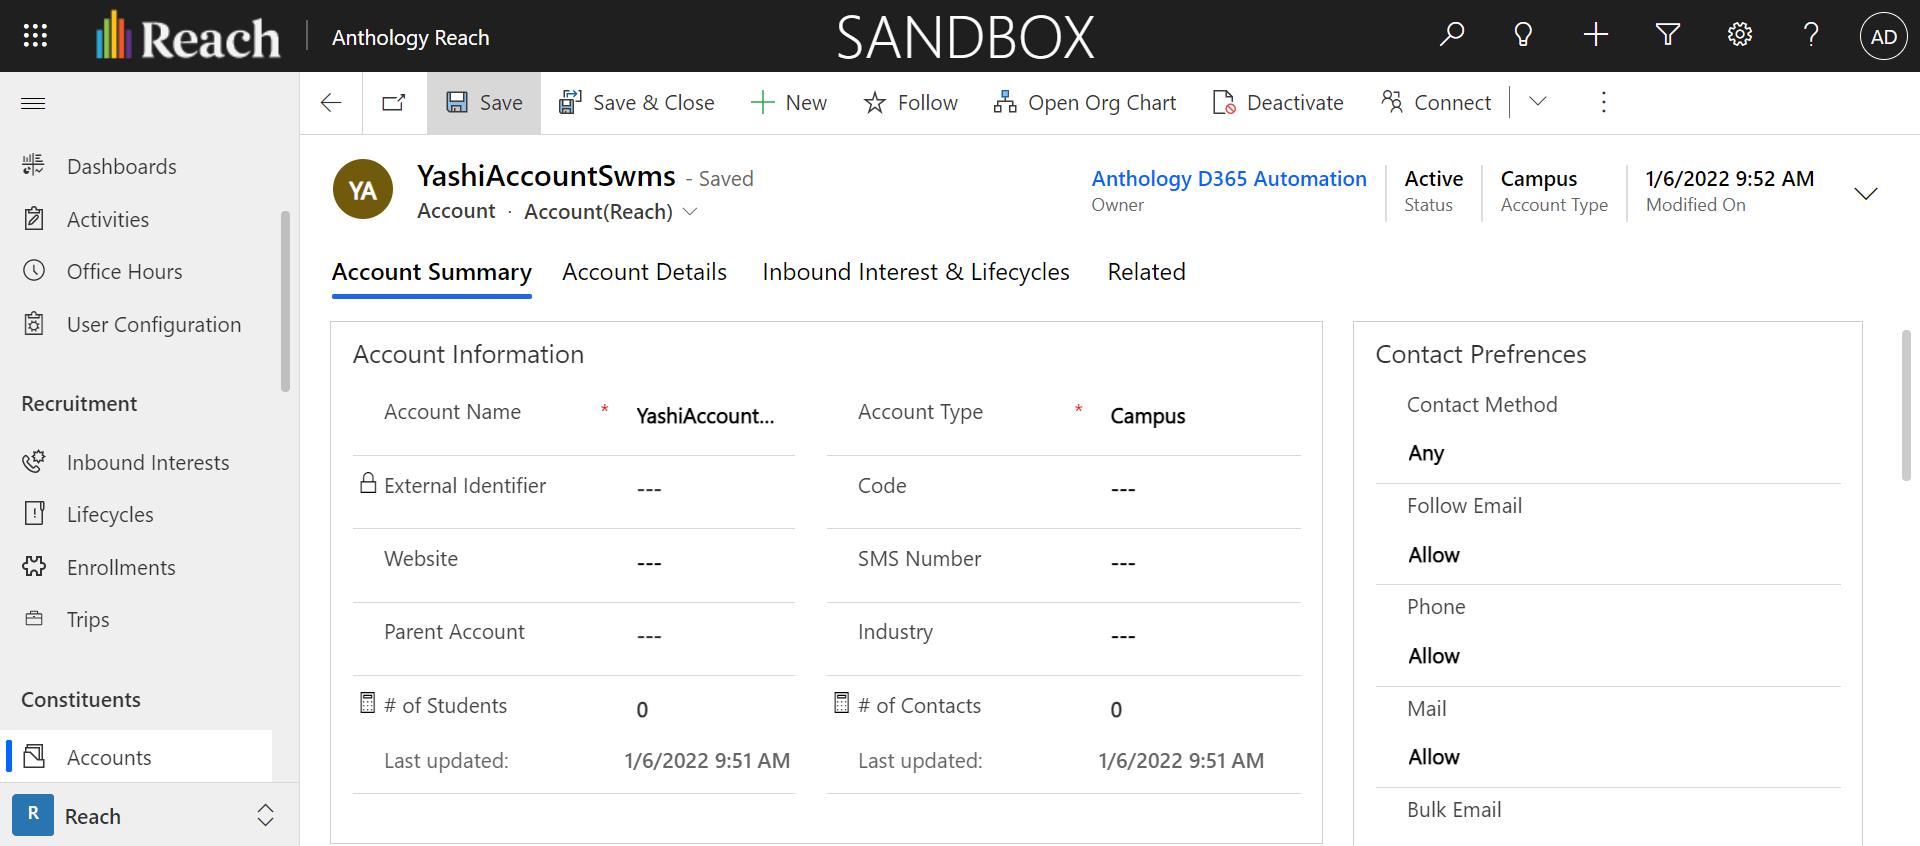 Reach
Anthology Reach
SANDBOX
AD
Save
Save & Close
New
Follow
Open Org Chart
Deactivate
Connect
Dashboards
Activities
Office Hours
User Configuration
Recruitment
Inbound Interests
Lifecycles
Enrollments
Trips
Constituents
Accounts
R Reach
YA
YashiAccountSwms - Saved
Account · Account(Reach)
Anthology D365 Automation
Owner
Active
Status
Campus
Account Type
1/6/2022 9:52 AM
Modified On
Account Summary
Account Details
Inbound Interest & Lifecycles
Related
Account Information
Account Name * YashiAccount...
Account Type * Campus
External Identifier ---
Code ---
Website ---
SMS Number ---
Parent Account ---
Industry ---
# of Students 0
# of Contacts 0
Last updated: 1/6/2022 9:51 AM
Last updated: 1/6/2022 9:51 AM
Contact Prefrences
Contact Method
Any
Follow Email
Allow
Phone
Allow
Mail
Allow
Bulk Email